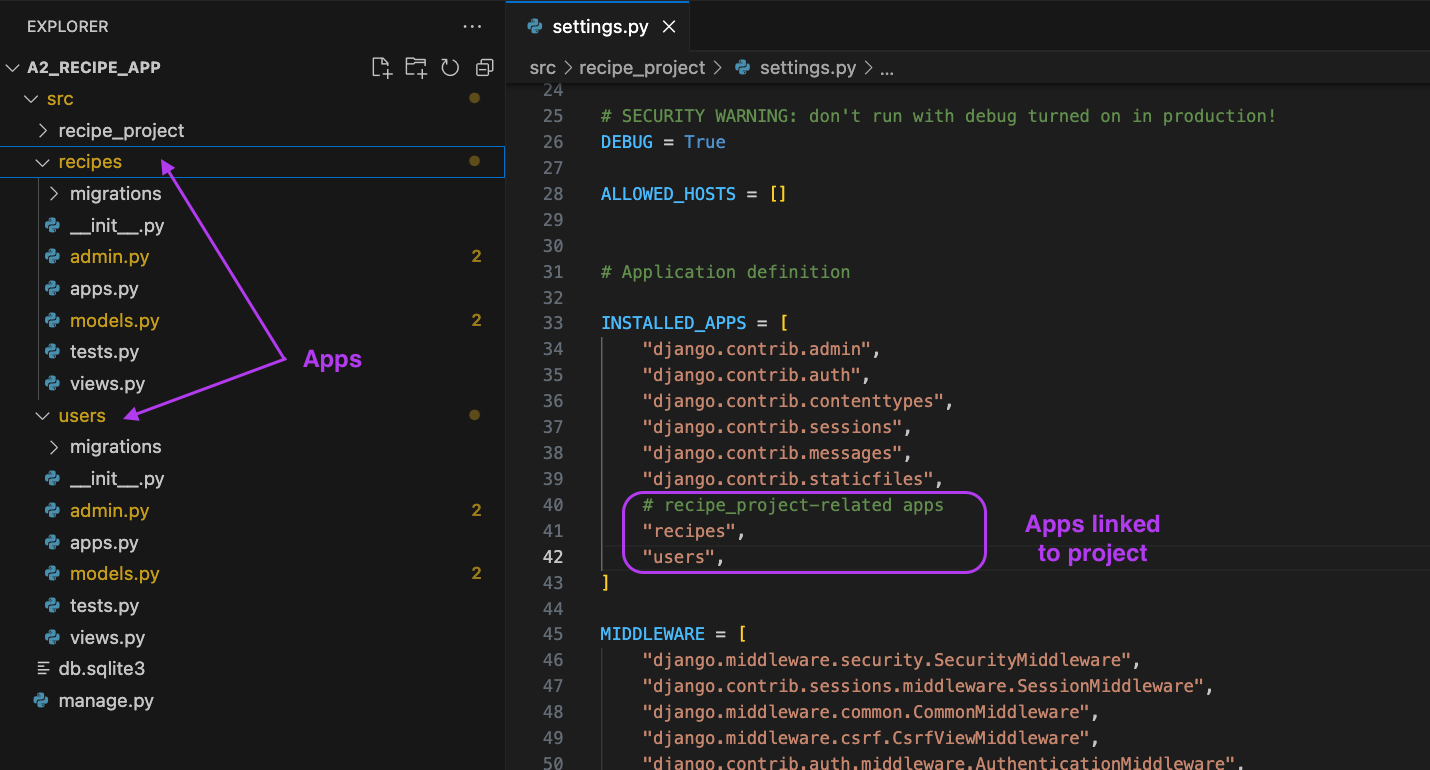 EXPLORER
...
A2_RECIPE_APP
src
recipe_project
recipes
migrations
__init__.py
admin.py 2
apps.py
models.py 2
tests.py
views.py
users
migrations
__init__.py
admin.py 2
apps.py
models.py 2
tests.py
views.py
db.sqlite3
manage.py
Apps
settings.py
src > recipe_project > settings.py > ...
24
25 # SECURITY WARNING: don't run with debug turned on in production!
26 DEBUG = True
27
28 ALLOWED_HOSTS = []
29
30
31 # Application definition
32
33 INSTALLED_APPS = [
34 "django.contrib.admin",
35 "django.contrib.auth",
36 "django.contrib.contenttypes",
37 "django.contrib.sessions",
38 "django.contrib.messages",
39 "django.contrib.staticfiles",
40 # recipe_project-related apps
41 "recipes",
42 "users",
43 ]
44
45 MIDDLEWARE = [
46 "django.middleware.security.SecurityMiddleware",
47 "django.contrib.sessions.middleware.SessionMiddleware",
48 "django.middleware.common.CommonMiddleware",
49 "django.middleware.csrf.CsrfViewMiddleware",
50 "django.contrib.auth.middleware.AuthenticationMiddleware",
Apps linked
to project